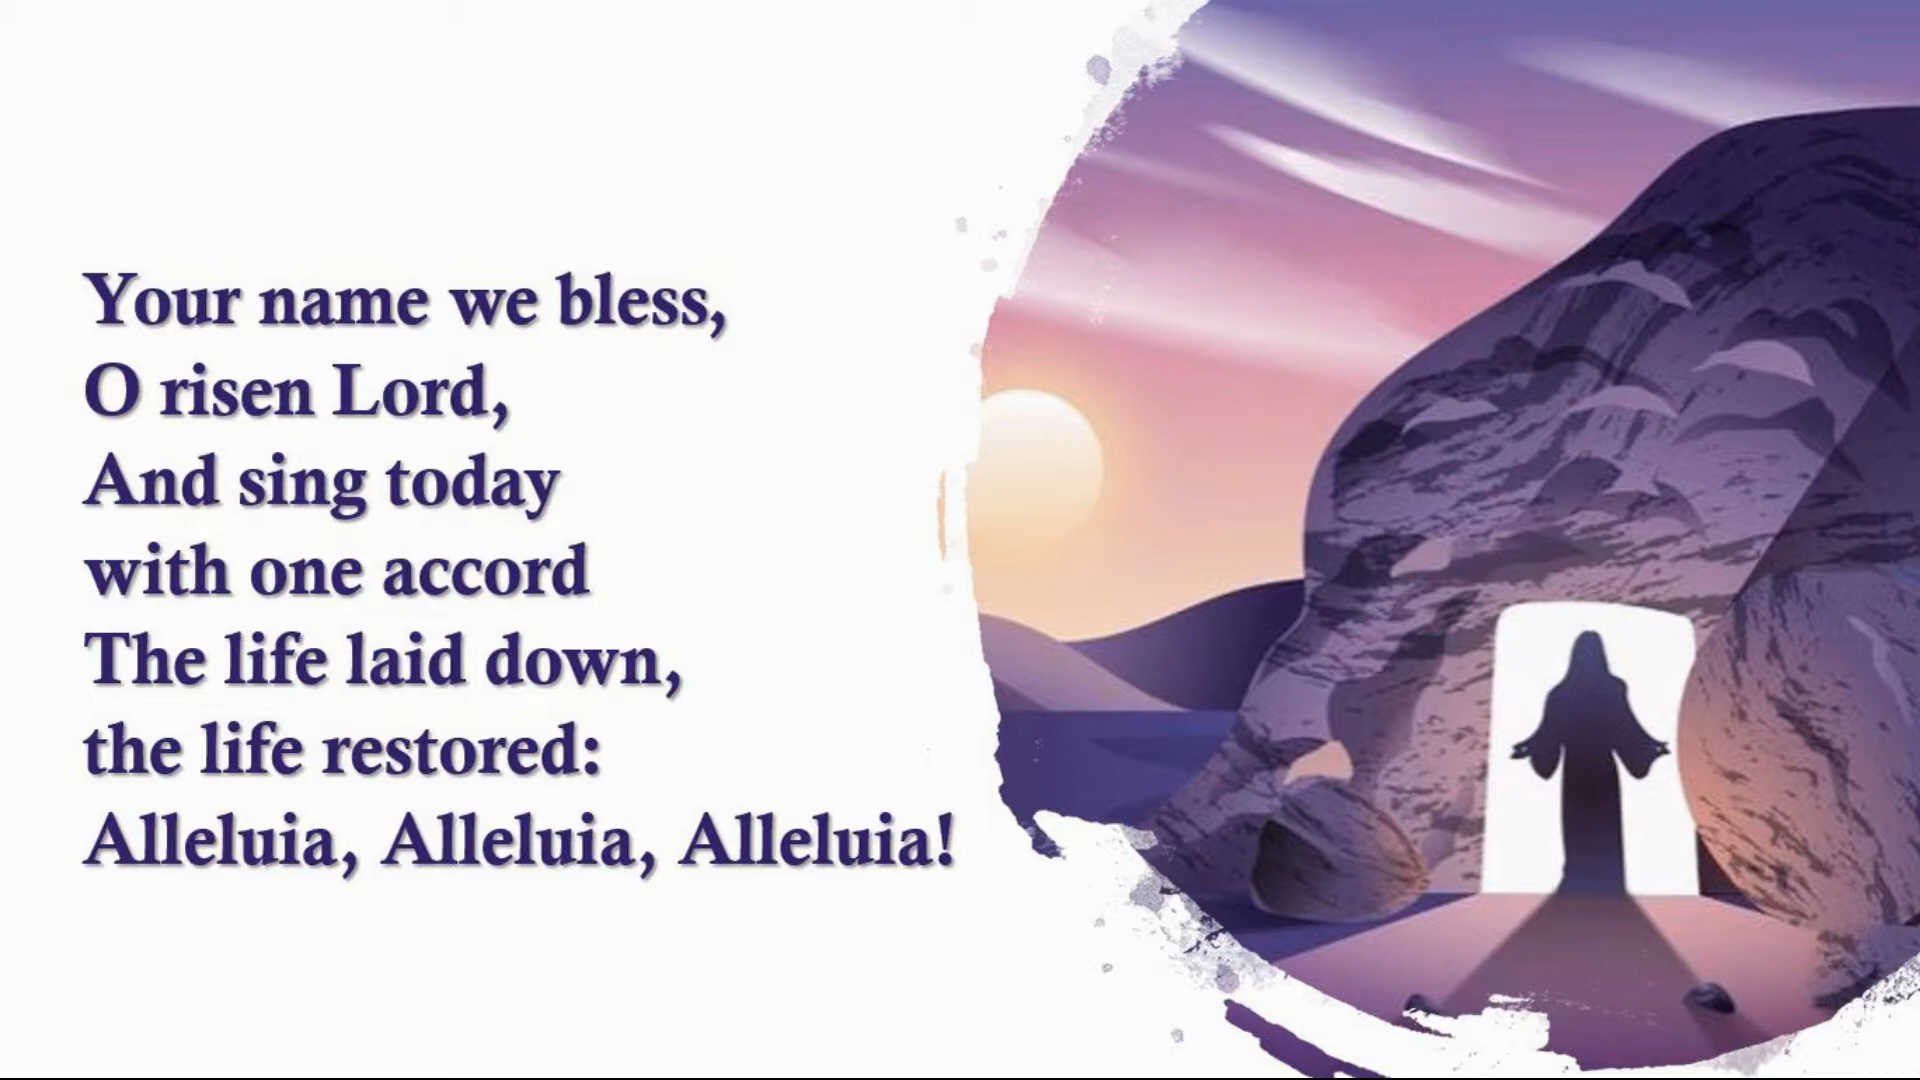 Your name we bless,
O risen Lord,
And sing today
with one accord
The life laid down,
the life restored:
Alleluia, Alleluia, Alleluia!